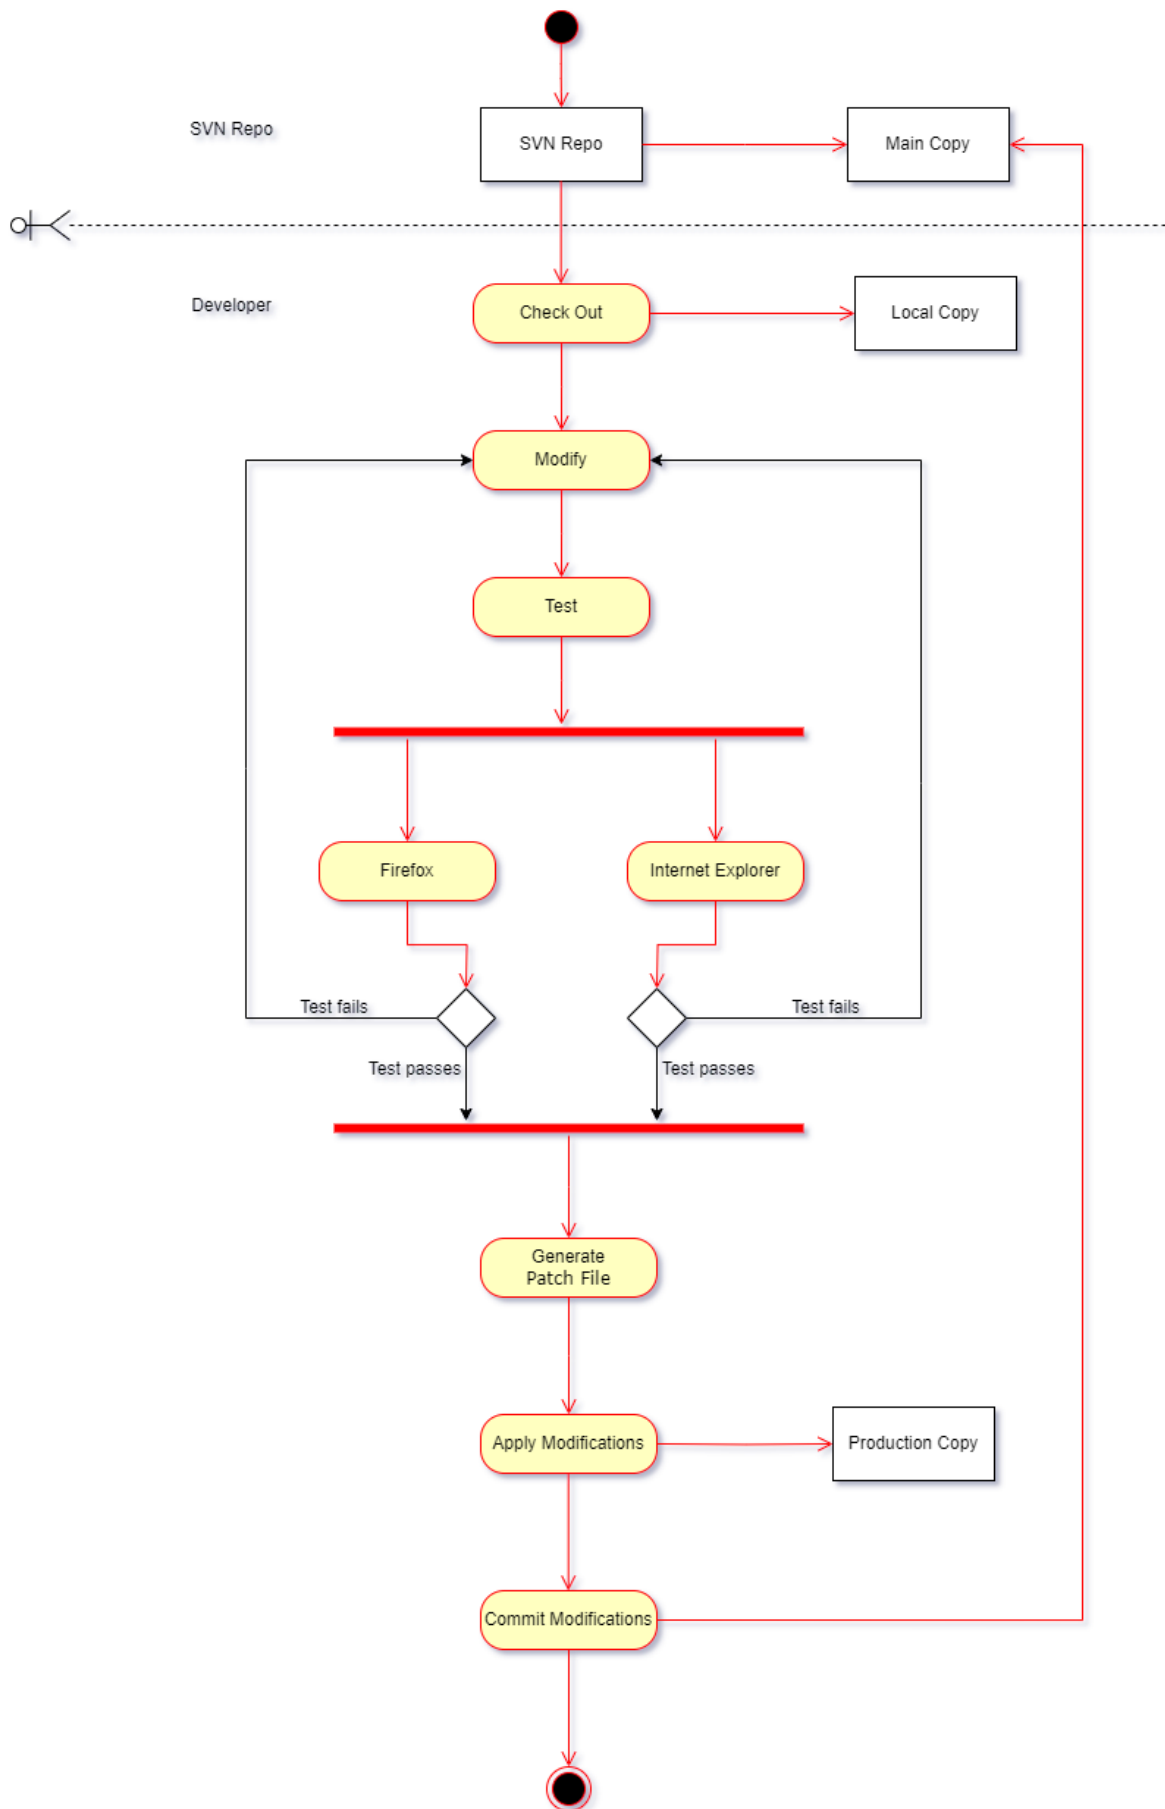 SVN Repo
SVN Repo
Main Copy
Developer
Check Out
Local Copy
Modify
Test
Firefox
Internet Explorer
Test fails
Test fails
Test passes
Test passes
Generate
Patch File
Apply Modifications
Production Copy
Commit Modifications